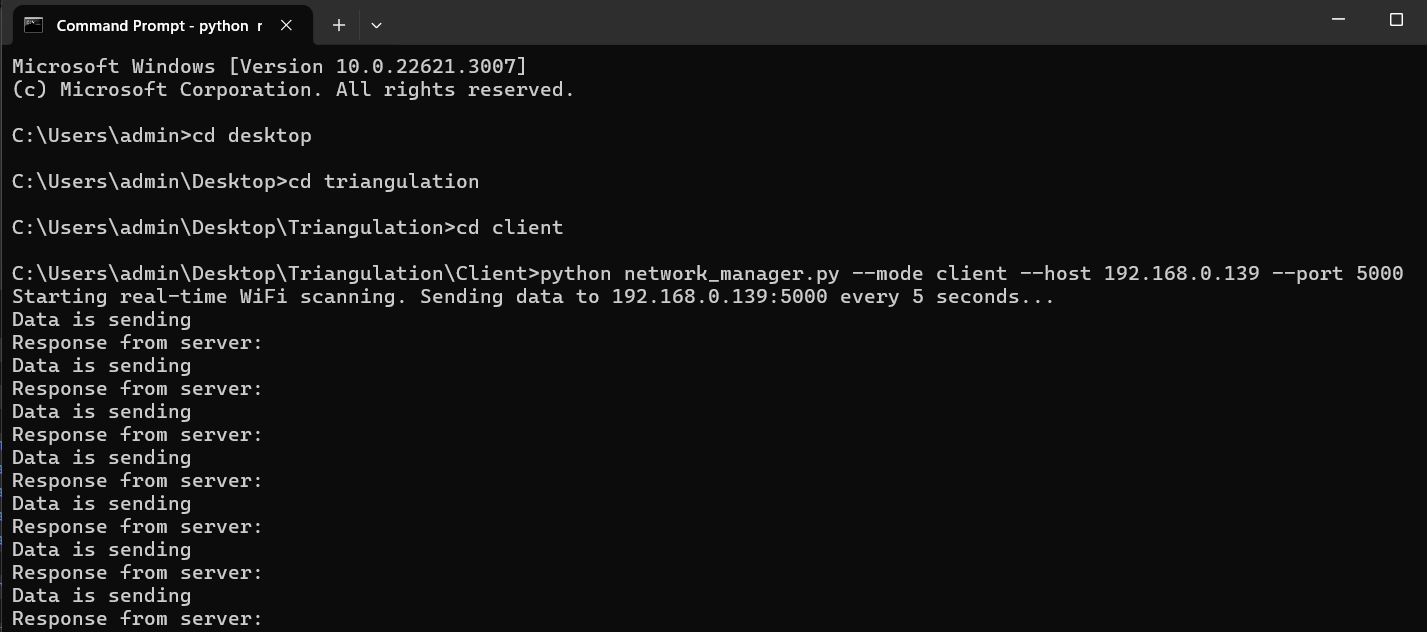 Command Prompt - python r
Microsoft Windows [Version 10.0.22621.3007]
(c) Microsoft Corporation. All rights reserved.
C:\Users\admin>cd desktop
C:\Users\admin\Desktop>cd triangulation
C:\Users\admin\Desktop\Triangulation>cd client
C:\Users\admin\Desktop\Triangulation\Client>python network_manager.py --mode client --host 192.168.0.139 --port 5000
Starting real-time WiFi scanning. Sending data to 192.168.0.139:5000 every 5 seconds...
Data is sending
Response from server:
Data is sending
Response from server:
Data is sending
Response from server:
Data is sending
Response from server:
Data is sending
Response from server:
Data is sending
Response from server:
Data is sending
Response from server: